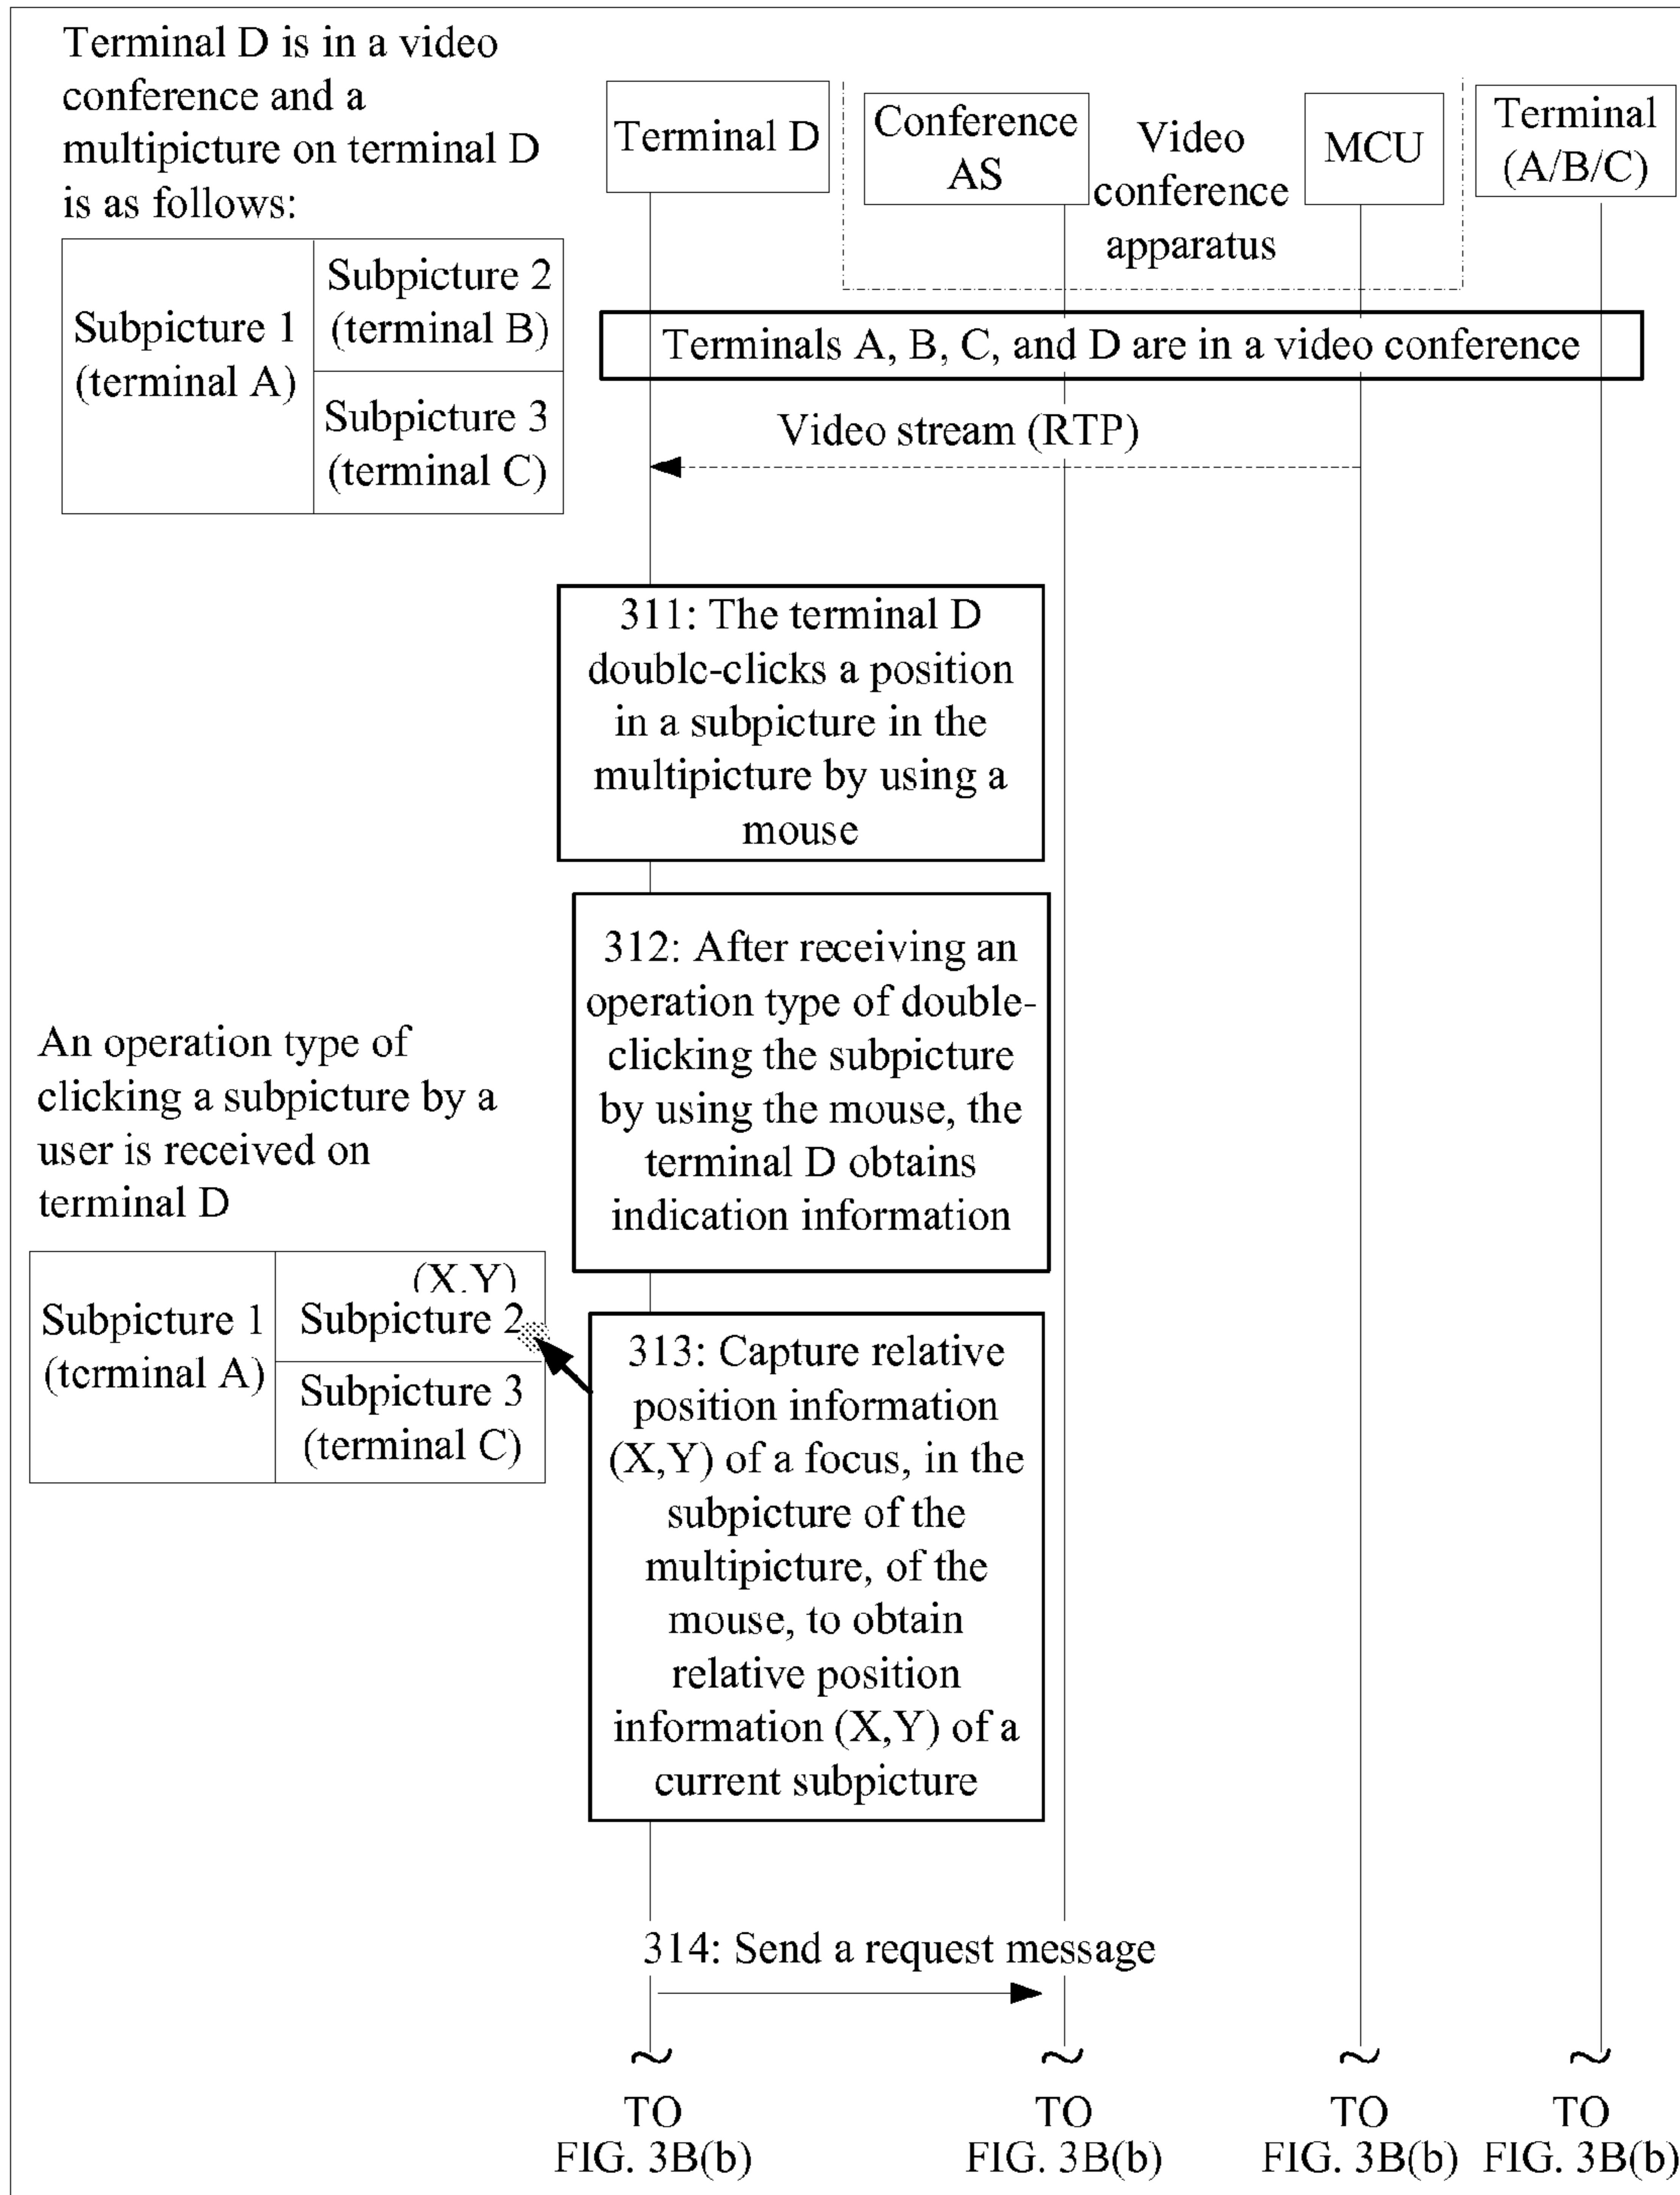 Terminal D is in a video
conference and a
multipicture on terminal D
is as follows:
Subpicture 1
(terminal A)
Subpicture 2
(terminal B)
Subpicture 3
(terminal C)
Terminal D
Conference
AS
Video
conference
apparatus
MCU
Terminal
(A/B/C)
Terminals A, B, C, and D are in a video conference
Video stream (RTP)
311: The terminal D
double-clicks a position
in a subpicture in the
multipicture by using a
mouse
312: After receiving an
operation type of double-
clicking the subpicture
by using the mouse, the
terminal D obtains
indication information
An operation type of
clicking a subpicture by a
user is received on
terminal D
Subpicture 1
(terminal A)
(X,Y)
Subpicture 2
Subpicture 3
(terminal C)
313: Capture relative
position information
(X,Y) of a focus, in the
subpicture of the
multipicture, of the
mouse, to obtain
relative position
information (X,Y) of a
current subpicture
314: Send a request message
TO
FIG. 3B(b)
TO
FIG. 3B(b)
TO
FIG. 3B(b)
TO
FIG. 3B(b)